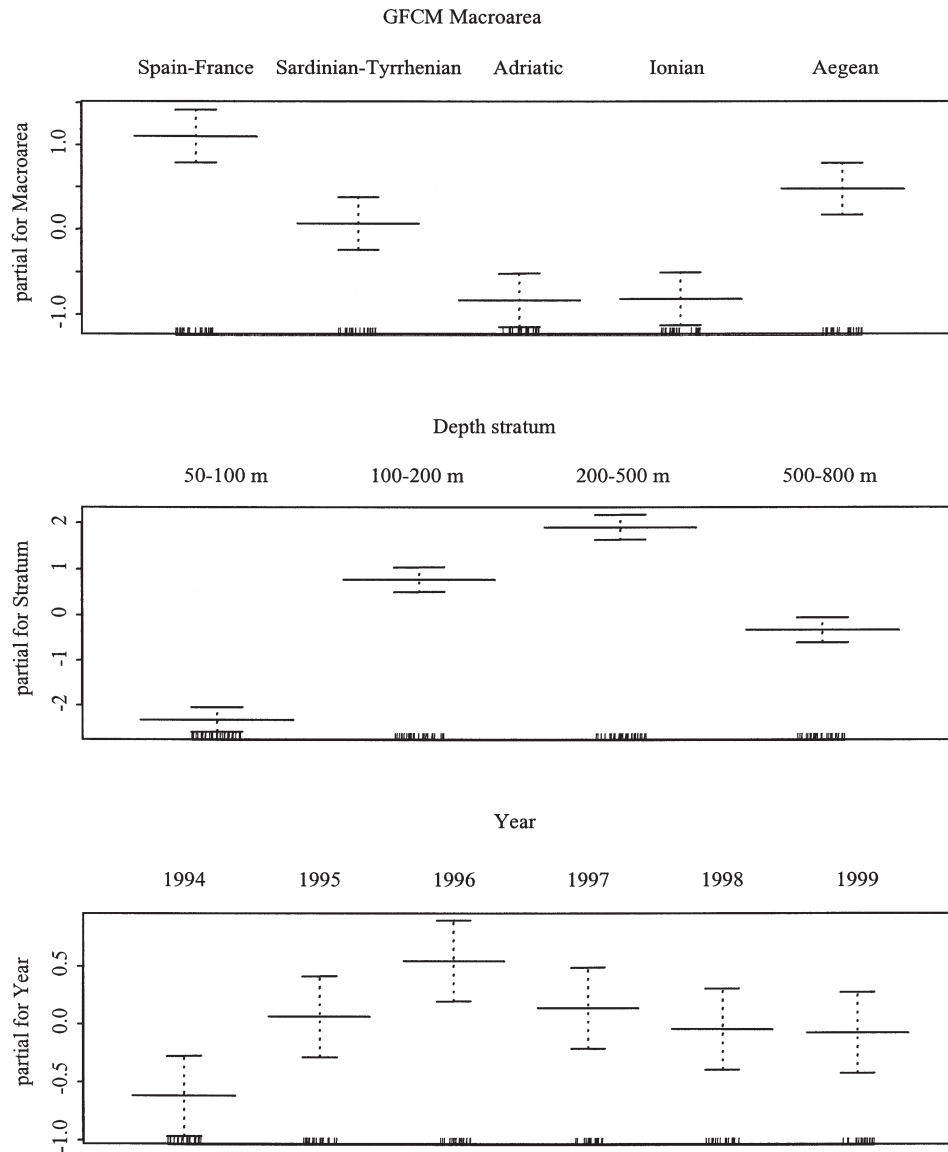 GFCM Macroarea
Spain-France Sardinian-Tyrrhenian Adriatic Ionian Aegean
partial for Macroarea
1.0
0.0
-1.0
Depth stratum
50-100 m 100-200 m 200-500 m 500-800 m
partial for Stratum
2
1
0
-1
-2
Year
1994 1995 1996 1997 1998 1999
partial for Year
0.5
0.0
-0.5
-1.0